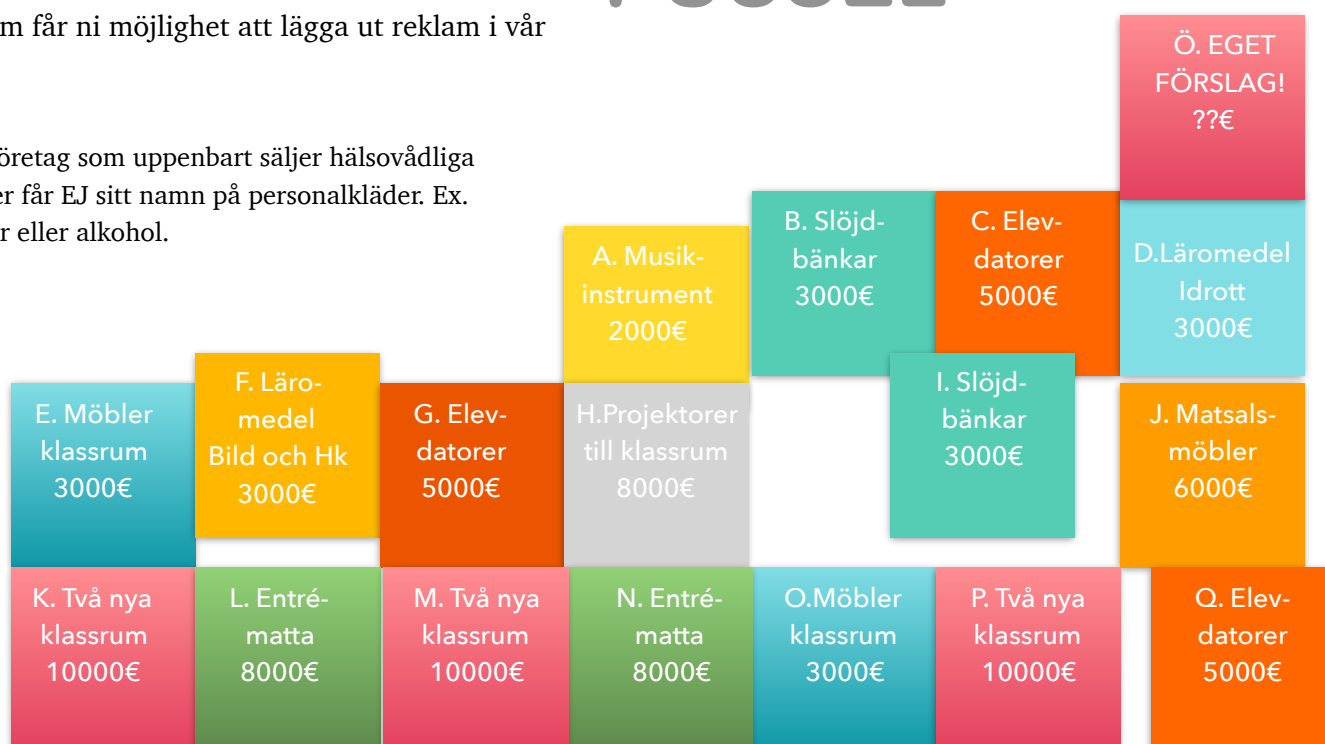 m får ni möjlighet att lägga ut reklam i vår
öretag som uppenbart säljer hälsovådliga
er får EJ sitt namn på personalkläder. Ex.
r eller alkohol.
Ö. EGET
FÖRSLAG!
??€
A. Musik-
instrument
2000€
B. Slöjd-
bänkar
3000€
C. Elev-
datorer
5000€
D.Läromedel
Idrott
3000€
E. Möbler
klassrum
3000€
F. Läro-
medel
Bild och Hk
3000€
G. Elev-
datorer
5000€
H.Projektorer
till klassrum
8000€
I. Slöjd-
bänkar
3000€
J. Matsals-
möbler
6000€
K. Två nya
klassrum
10000€
L. Entré-
matta
8000€
M. Två nya
klassrum
10000€
N. Entré-
matta
8000€
O.Möbler
klassrum
3000€
P. Två nya
klassrum
10000€
Q. Elev-
datorer
5000€